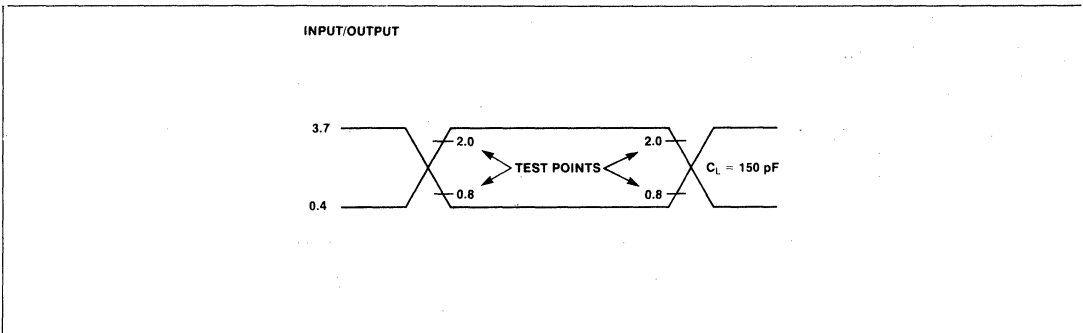 INPUT/OUTPUT
3.7
2.0
2.0
TEST POINTS
C_L = 150 pF
0.8
0.8
0.4